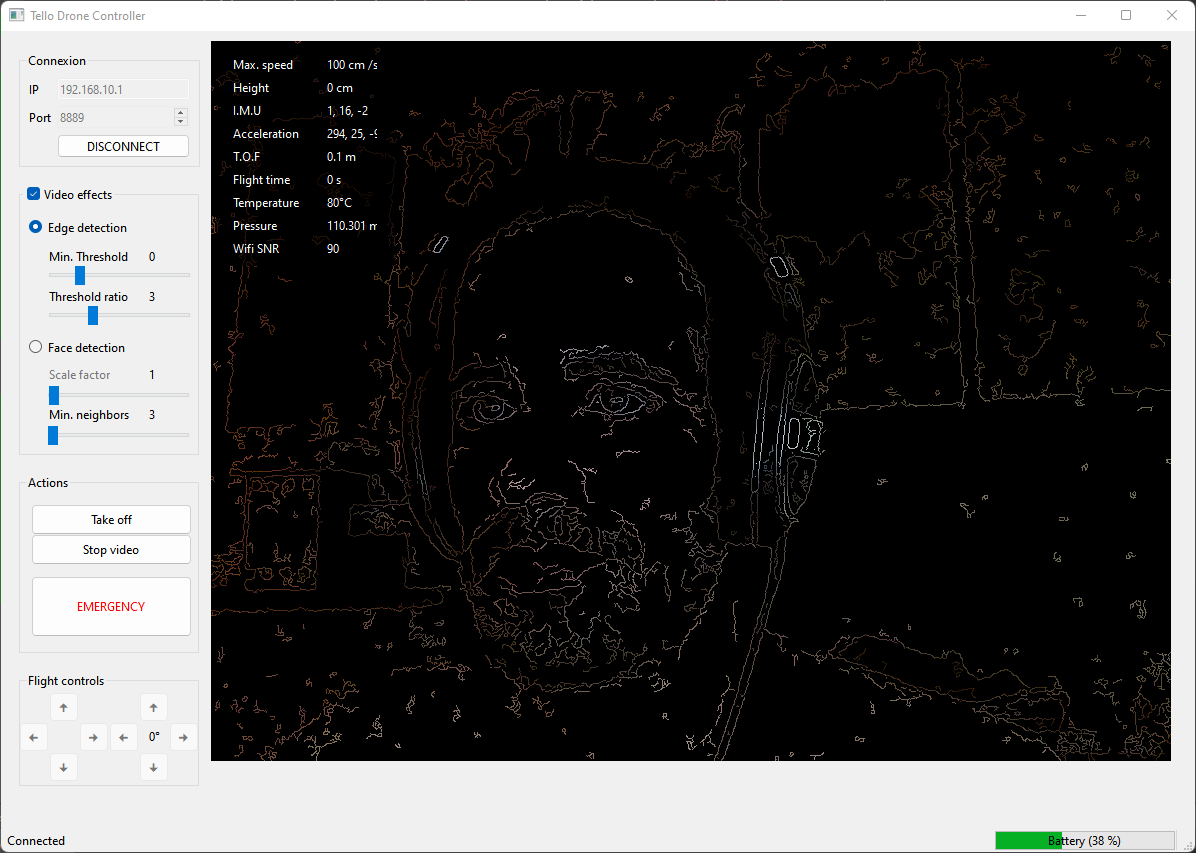 Tello Drone Controller
Connexion
IP 192.168.10.1
Port 8889
DISCONNECT
Video effects
Edge detection
Min. Threshold 0
Threshold ratio 3
Face detection
Scale factor 1
Min. neighbors 3
Actions
Take off
Stop video
EMERGENCY
Flight controls
0°
Max. speed 100 cm /s
Height 0 cm
I.M.U 1, 16, -2
Acceleration 294, 25, -9
T.O.F 0.1 m
Flight time 0 s
Temperature 80°C
Pressure 110.301 m
Wifi SNR 90
Connected
Battery (38 %)